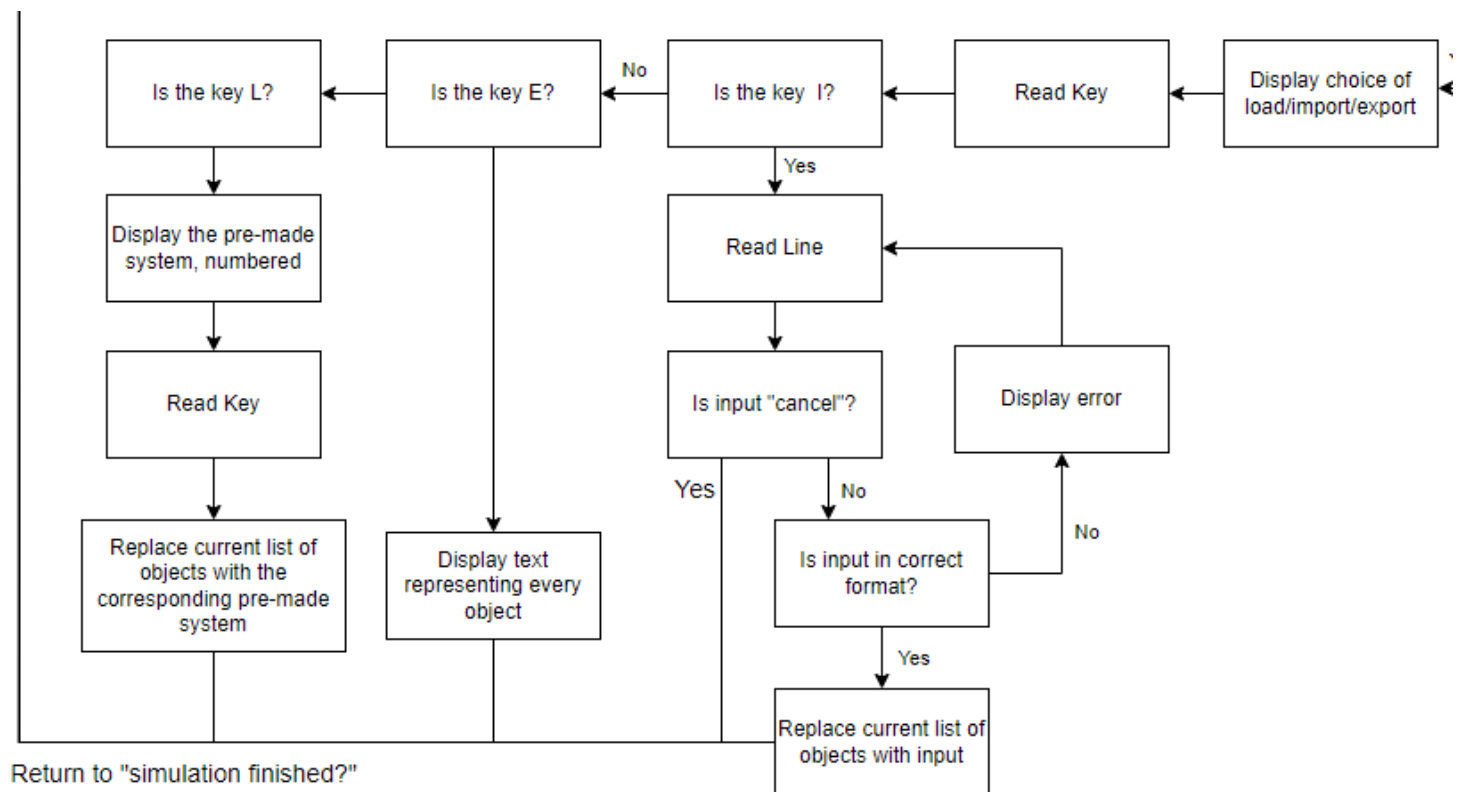 Is the key L?
Is the key E?
No
Is the key  I?
Read Key
Display choice of
load/import/export
Yes
Display the pre-made
system, numbered
Read Line
Read Key
Is input "cancel"?
Display error
Yes
No
No
Replace current list of
objects with the
corresponding pre-made
system
Display text
representing every
object
Is input in correct
format?
Yes
Replace current list of
objects with input
Return to "simulation finished?"